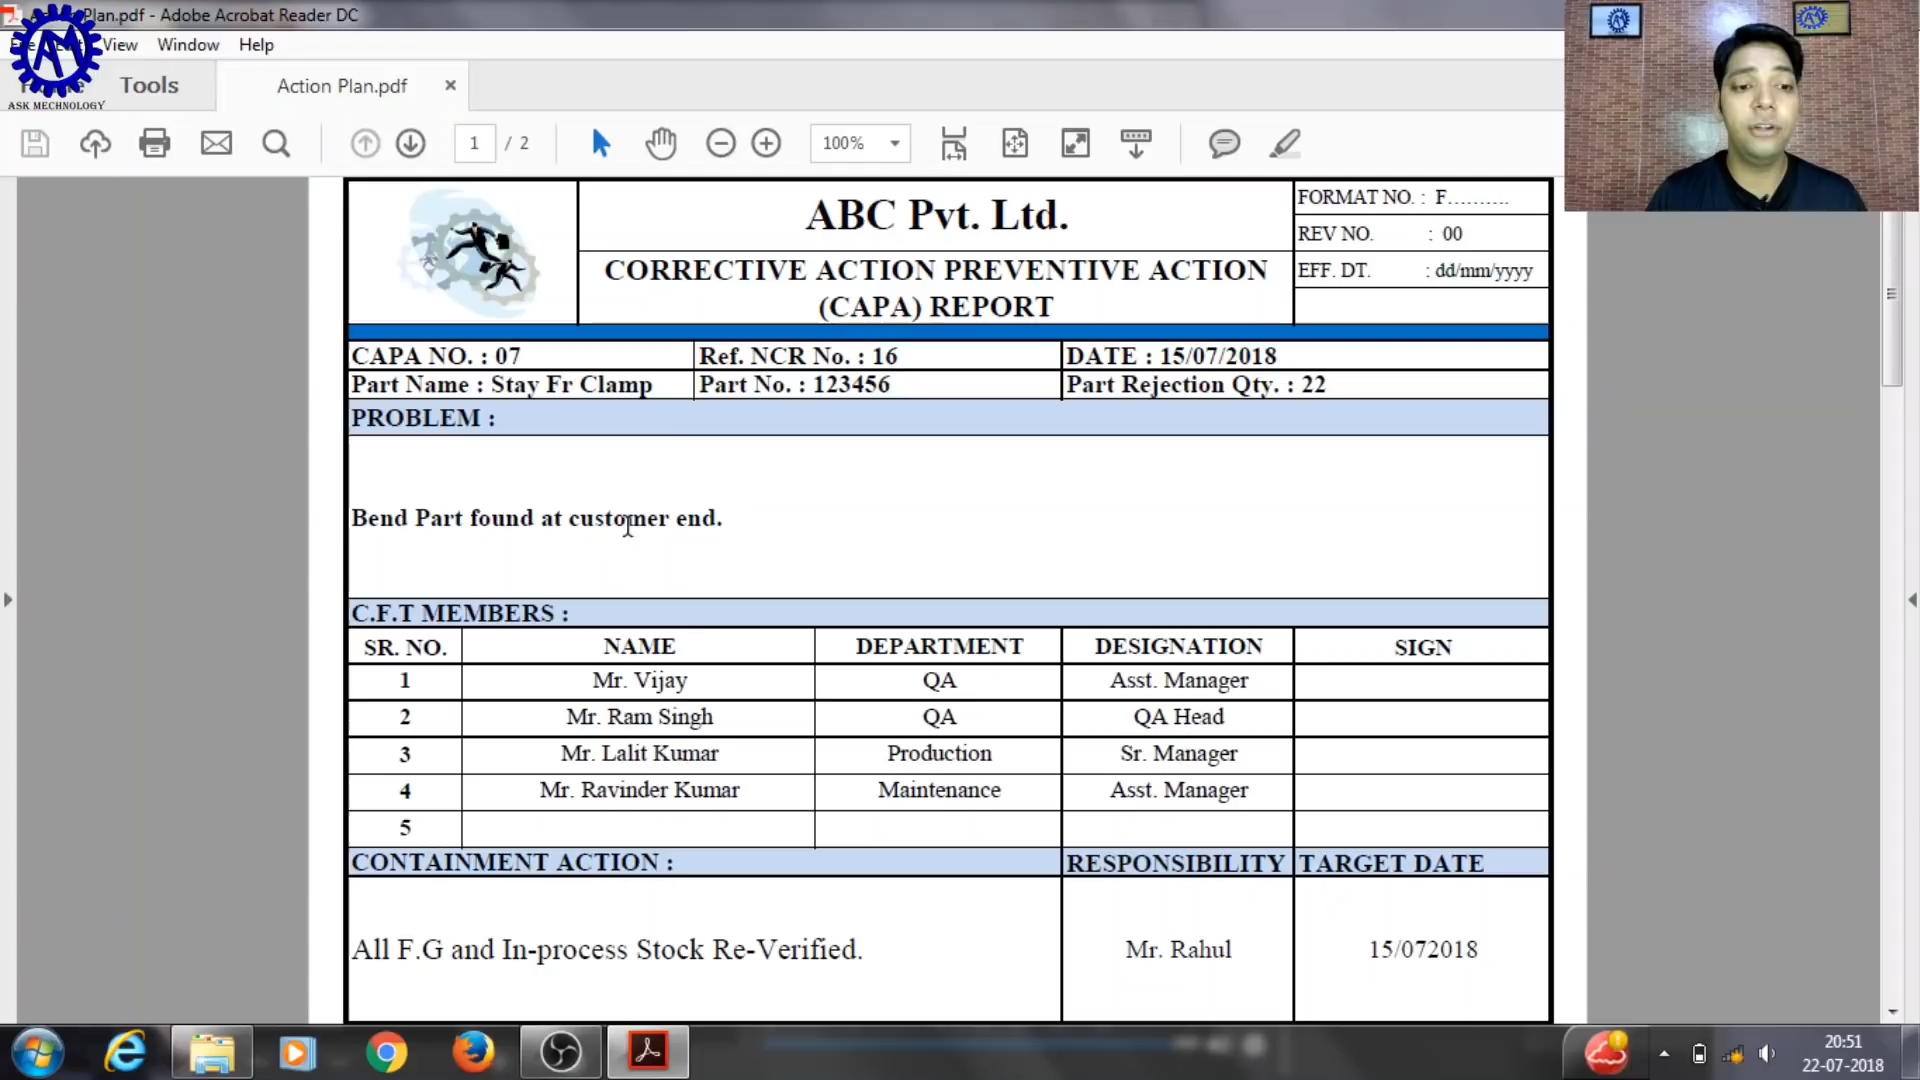 Plan.pdf - Adobe Acrobat Reader DC
View Window Help
AM
ASK MECHNOLOGY
Tools
Action Plan.pdf
1 / 2
100%
ABC Pvt. Ltd.
CORRECTIVE ACTION PREVENTIVE ACTION
(CAPA) REPORT
FORMAT NO. : F..........
REV NO. : 00
EFF. DT. : dd/mm/yyyy
CAPA NO. : 07 Ref. NCR No. : 16 DATE : 15/07/2018
Part Name : Stay Fr Clamp Part No. : 123456 Part Rejection Qty. : 22
PROBLEM :
Bend Part found at customer end.
C.F.T MEMBERS :
SR. NO. NAME DEPARTMENT DESIGNATION SIGN
1 Mr. Vijay QA Asst. Manager
2 Mr. Ram Singh QA QA Head
3 Mr. Lalit Kumar Production Sr. Manager
4 Mr. Ravinder Kumar Maintenance Asst. Manager
5
CONTAINMENT ACTION : RESPONSIBILITY TARGET DATE
All F.G and In-process Stock Re-Verified. Mr. Rahul 15/072018
20:51
22-07-2018